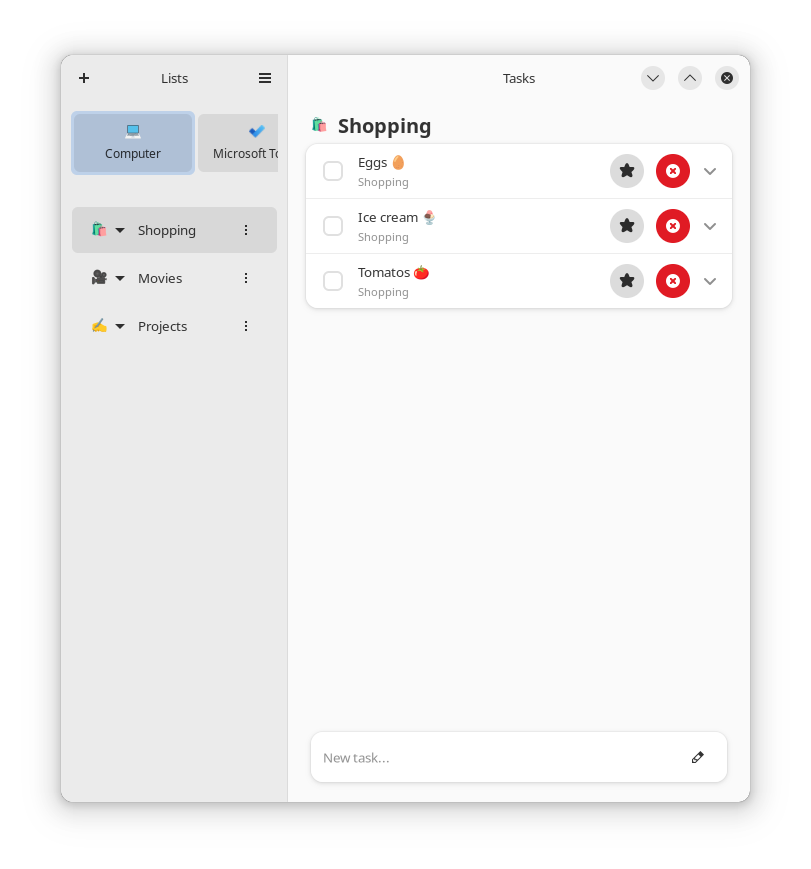 Lists
Tasks
Computer
Microsoft To
Shopping
Movies
Projects
Shopping
Eggs 🥚
Shopping
Ice cream 🍨
Shopping
Tomatos 🍅
Shopping
New task...